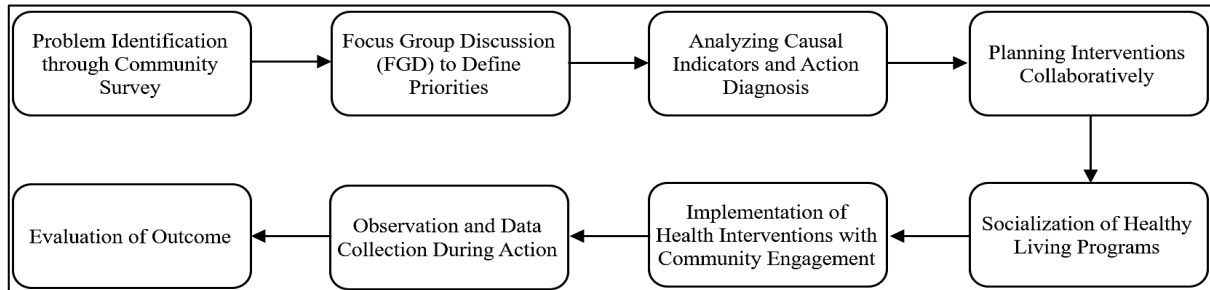 Problem Identification
through Community
Survey
Focus Group Discussion
(FGD) to Define
Priorities
Analyzing Causal
Indicators and Action
Diagnosis
Planning Interventions
Collaboratively
Socialization of Healthy
Living Programs
Implementation of
Health Interventions with
Community Engagement
Observation and Data
Collection During Action
Evaluation of Outcome